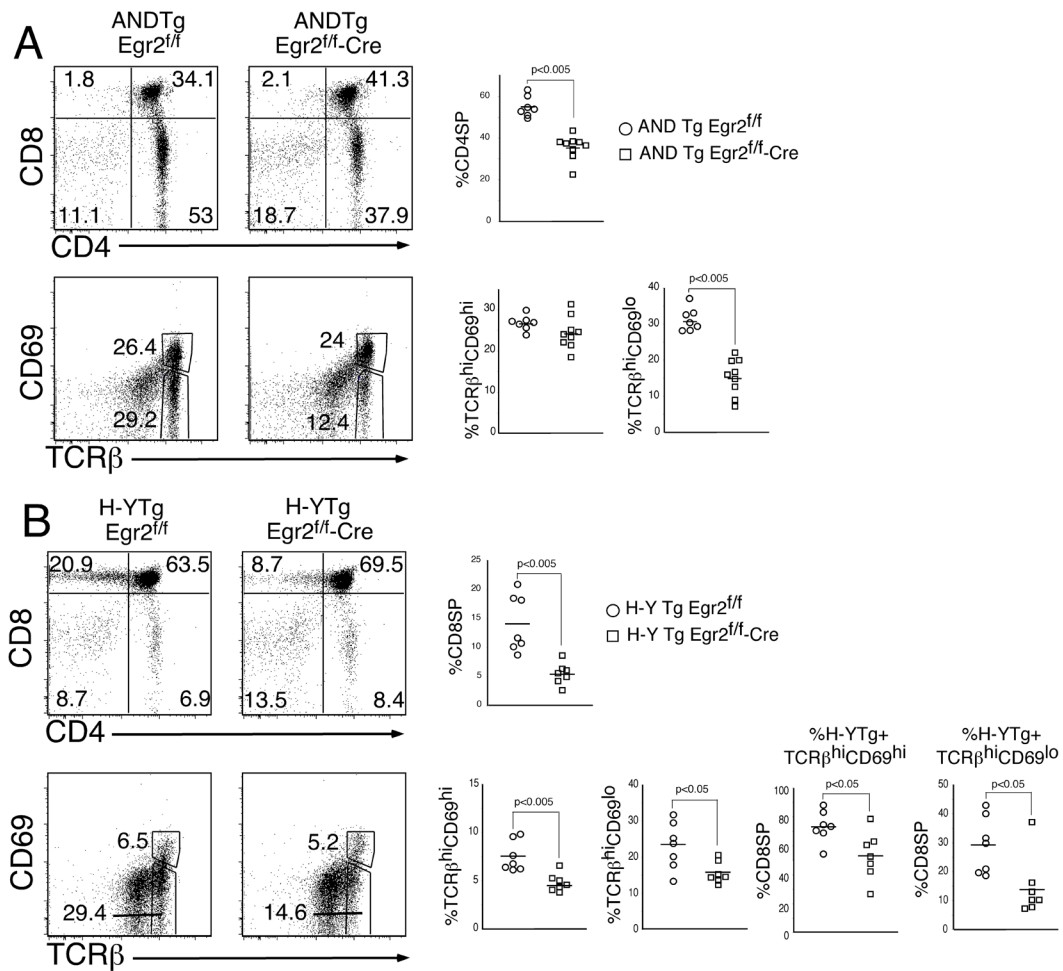 A
ANDTg
Egr2f/f
ANDTg
Egr2f/f-Cre
CD8
1.8
34.1
11.1
53
2.1
41.3
18.7
37.9
CD4
%CD4SP
60
40
20
0
p<0.005
AND Tg Egr2f/f
AND Tg Egr2f/f-Cre
CD69
26.4
29.2
24
12.4
TCRβ
%TCRβhiCD69hi
30
20
10
0
%TCRβhiCD69lo
40
30
20
10
0
p<0.005
B
H-YTg
Egr2f/f
H-YTg
Egr2f/f-Cre
CD8
20.9
63.5
8.7
6.9
8.7
69.5
13.5
8.4
CD4
%CD8SP
25
20
15
10
5
0
p<0.005
H-Y Tg Egr2f/f
H-Y Tg Egr2f/f-Cre
CD69
6.5
29.4
5.2
14.6
TCRβ
%TCRβhiCD69hi
15
10
5
0
p<0.005
%TCRβhiCD69lo
40
30
20
10
0
p<0.05
%H-YTg+
TCRβhiCD69hi
%CD8SP
100
80
60
40
20
0
p<0.05
%H-YTg+
TCRβhiCD69lo
%CD8SP
50
40
30
20
10
0
p<0.05